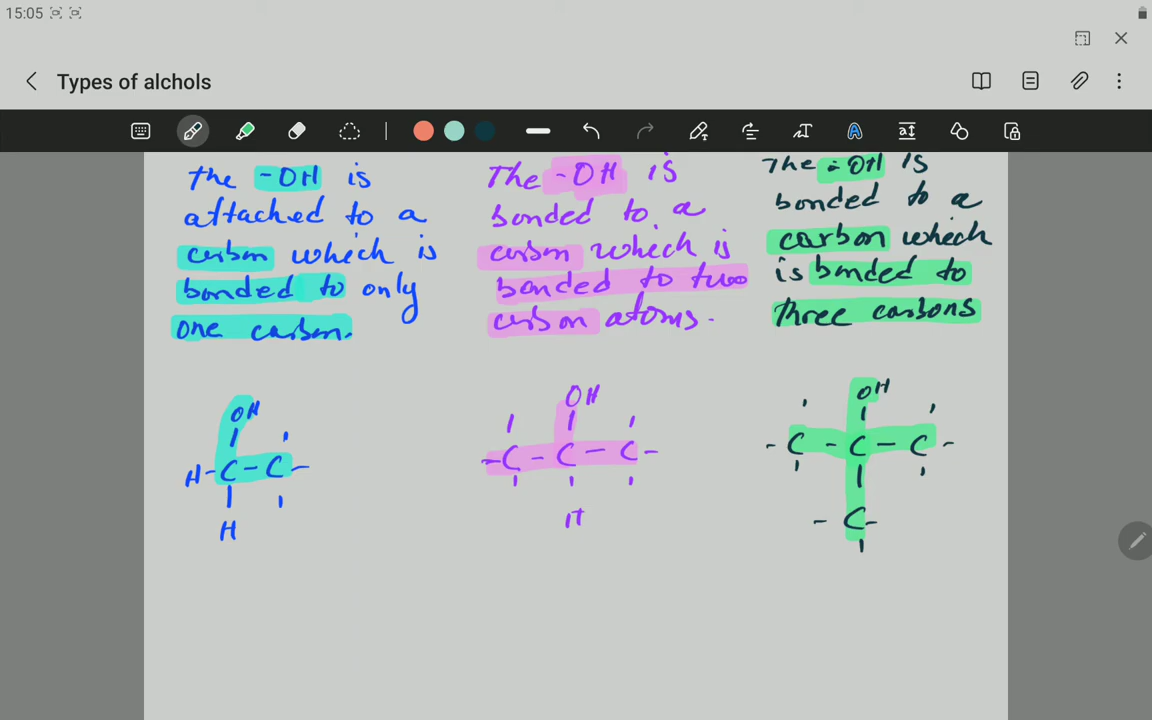 15:05
Types of alchols
The -OH is
attached to a
carbon which is
bonded to only
one carbon.
The -OH is
bonded to a
carbon which is
bonded to two
carbon atoms.
The -OH is
bonded to a
carbon which
is bonded to
three carbons
OH
H-C-C-
H
OH
-C-C-C-
H
OH
-C-C-C-
-C-